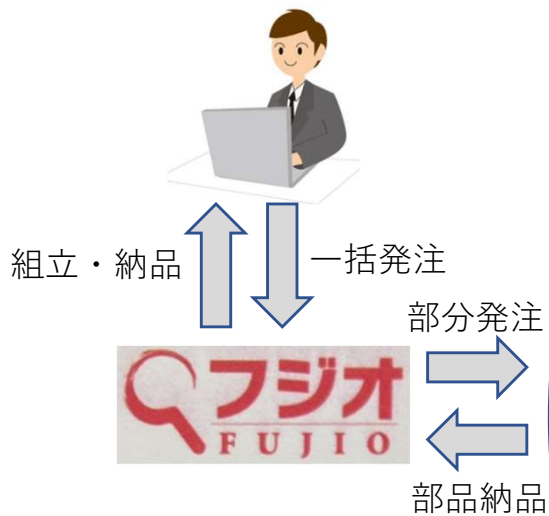 組立・納品
一括発注
部分発注
フジオ
FUJIO
部品納品